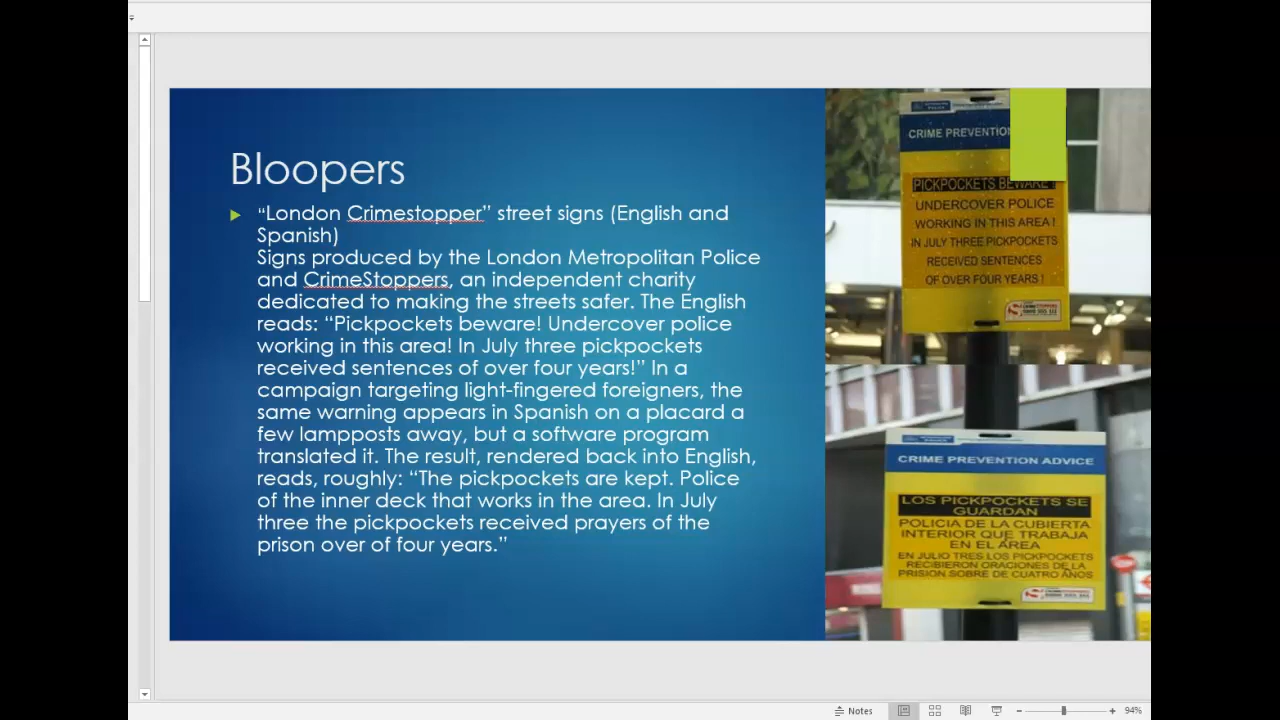 Bloopers
“London Crimestopper” street signs (English and
Spanish)
Signs produced by the London Metropolitan Police
and CrimeStoppers, an independent charity
dedicated to making the streets safer. The English
reads: “Pickpockets beware! Undercover police
working in this area! In July three pickpockets
received sentences of over four years!” In a
campaign targeting light-fingered foreigners, the
same warning appears in Spanish on a placard a
few lampposts away, but a software program
translated it. The result, rendered back into English,
reads, roughly: “The pickpockets are kept. Police
of the inner deck that works in the area. In July
three the pickpockets received prayers of the
prison over of four years.”
CRIME PREVENTION
PICKPOCKETS BEWARE!
UNDERCOVER POLICE
WORKING IN THIS AREA!
IN JULY THREE PICKPOCKETS
RECEIVED SENTENCES
OF OVER FOUR YEARS!
CRIME PREVENTION ADVICE
LOS PICKPOCKETS SE
GUARDAN
POLICIA DE LA CUBIERTA
INTERIOR QUE TRABAJA
EN EL ÁREA
EN JULIO TRES LOS PICKPOCKETS
RECIBIERON ORACIONES DE LA
PRISION SOBRE DE CUATRO AÑOS
Notes
94%